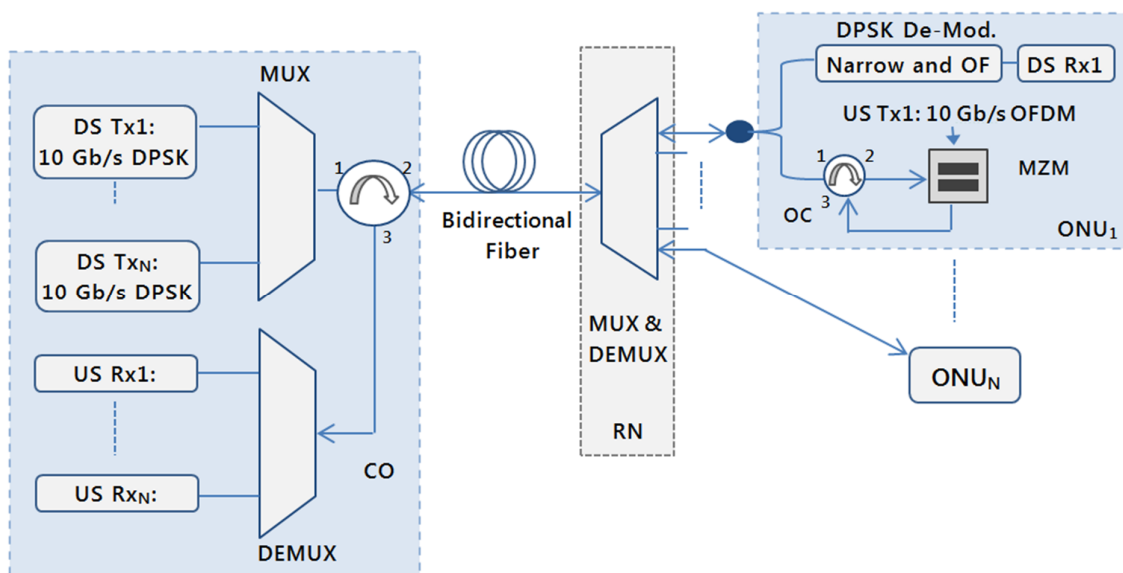 MUX
DS Tx1:
10 Gb/s DPSK
DS TxN:
10 Gb/s DPSK
1
2
3
US Rx1:
US RxN:
DEMUX
CO
Bidirectional
Fiber
MUX &
DEMUX
RN
DPSK De-Mod.
Narrow and OF
DS Rx1
US Tx1: 10 Gb/s OFDM
1
2
3
OC
MZM
ONU1
ONUN